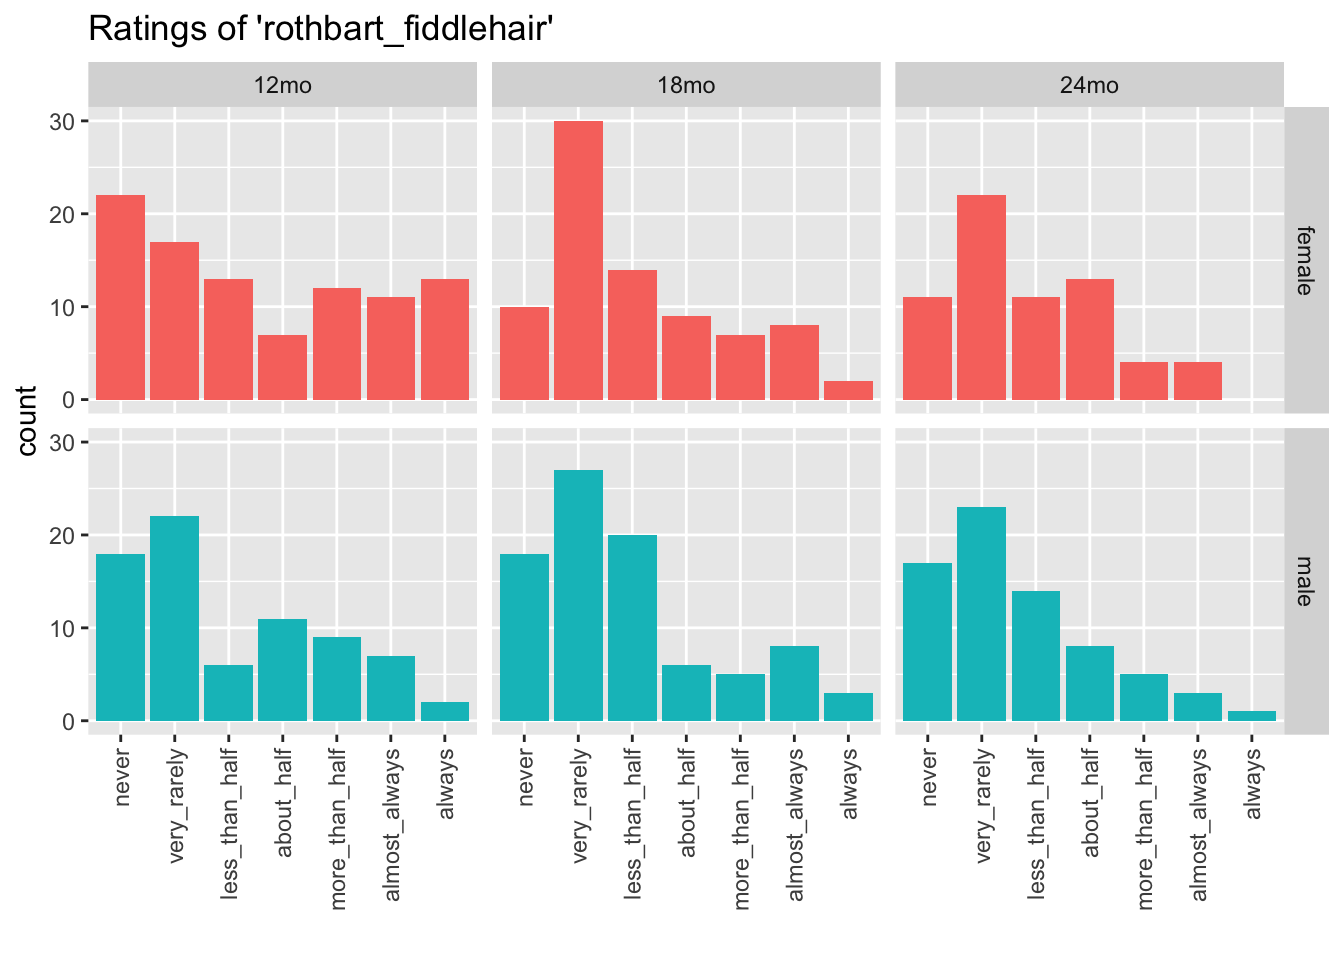 Ratings of 'rothbart_fiddlehair'
12mo 18mo 24mo
30
20
10
0
female
count
30
20
10
0
male
never very_rarely less_than_half about_half more_than_half almost_always always never very_rarely less_than_half about_half more_than_half almost_always always never very_rarely less_than_half about_half more_than_half almost_always always